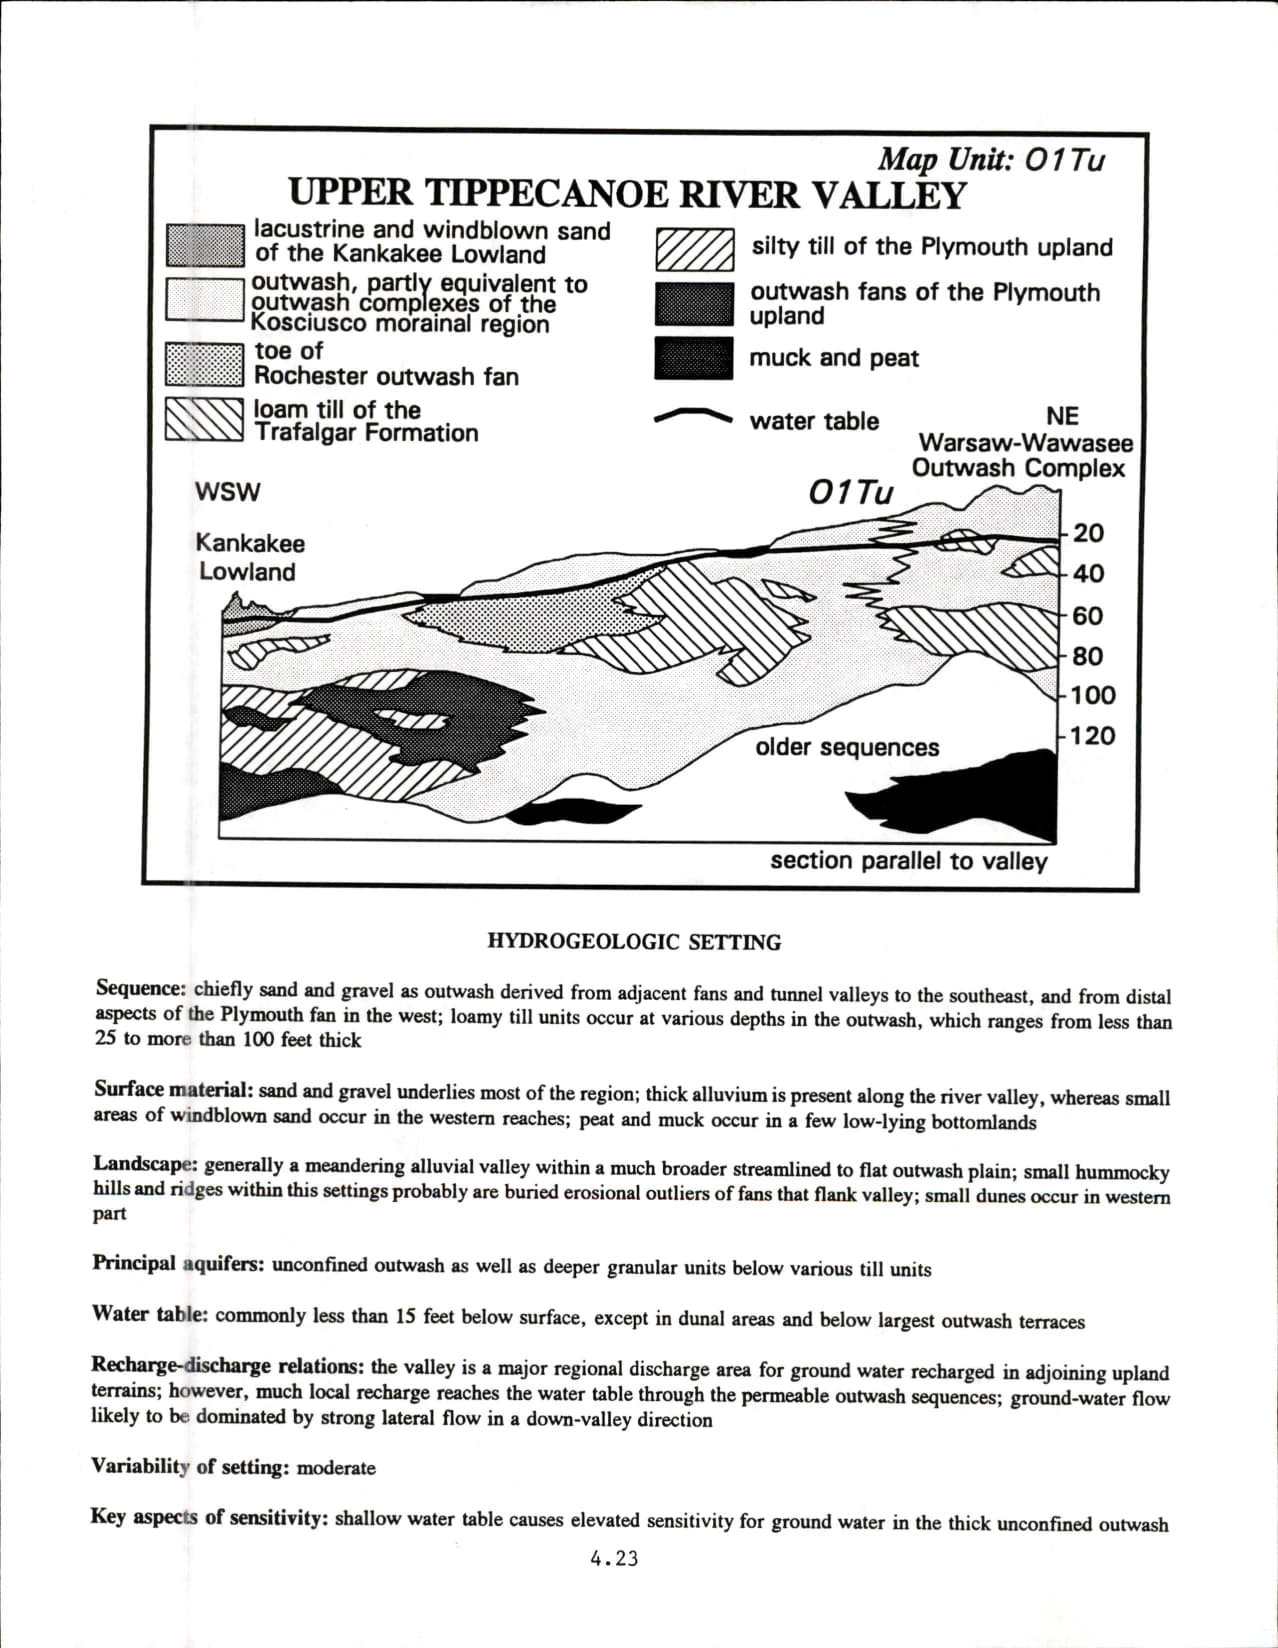 Map Unit: O1Tu
UPPER TIPPECANOE RIVER VALLEY
lacustrine and windblown sand
of the Kankakee Lowland
outwash, partly equivalent to
outwash complexes of the
Kosciusco morainal region
toe of
Rochester outwash fan
loam till of the
Trafalgar Formation
silty till of the Plymouth upland
outwash fans of the Plymouth
upland
muck and peat
water table
NE
Warsaw-Wawasee
Outwash Complex
WSW
O1Tu
Kankakee
Lowland
20
40
60
80
100
120
older sequences
section parallel to valley
HYDROGEOLOGIC SETTING
Sequence: chiefly sand and gravel as outwash derived from adjacent fans and tunnel valleys to the southeast, and from distal
aspects of the Plymouth fan in the west; loamy till units occur at various depths in the outwash, which ranges from less than
25 to more than 100 feet thick
Surface material: sand and gravel underlies most of the region; thick alluvium is present along the river valley, whereas small
areas of windblown sand occur in the western reaches; peat and muck occur in a few low-lying bottomlands
Landscape: generally a meandering alluvial valley within a much broader streamlined to flat outwash plain; small hummocky
hills and ridges within this settings probably are buried erosional outliers of fans that flank valley; small dunes occur in western
part
Principal aquifers: unconfined outwash as well as deeper granular units below various till units
Water table: commonly less than 15 feet below surface, except in dunal areas and below largest outwash terraces
Recharge-discharge relations: the valley is a major regional discharge area for ground water recharged in adjoining upland
terrains; however, much local recharge reaches the water table through the permeable outwash sequences; ground-water flow
likely to be dominated by strong lateral flow in a down-valley direction
Variability of setting: moderate
Key aspects of sensitivity: shallow water table causes elevated sensitivity for ground water in the thick unconfined outwash
4.23